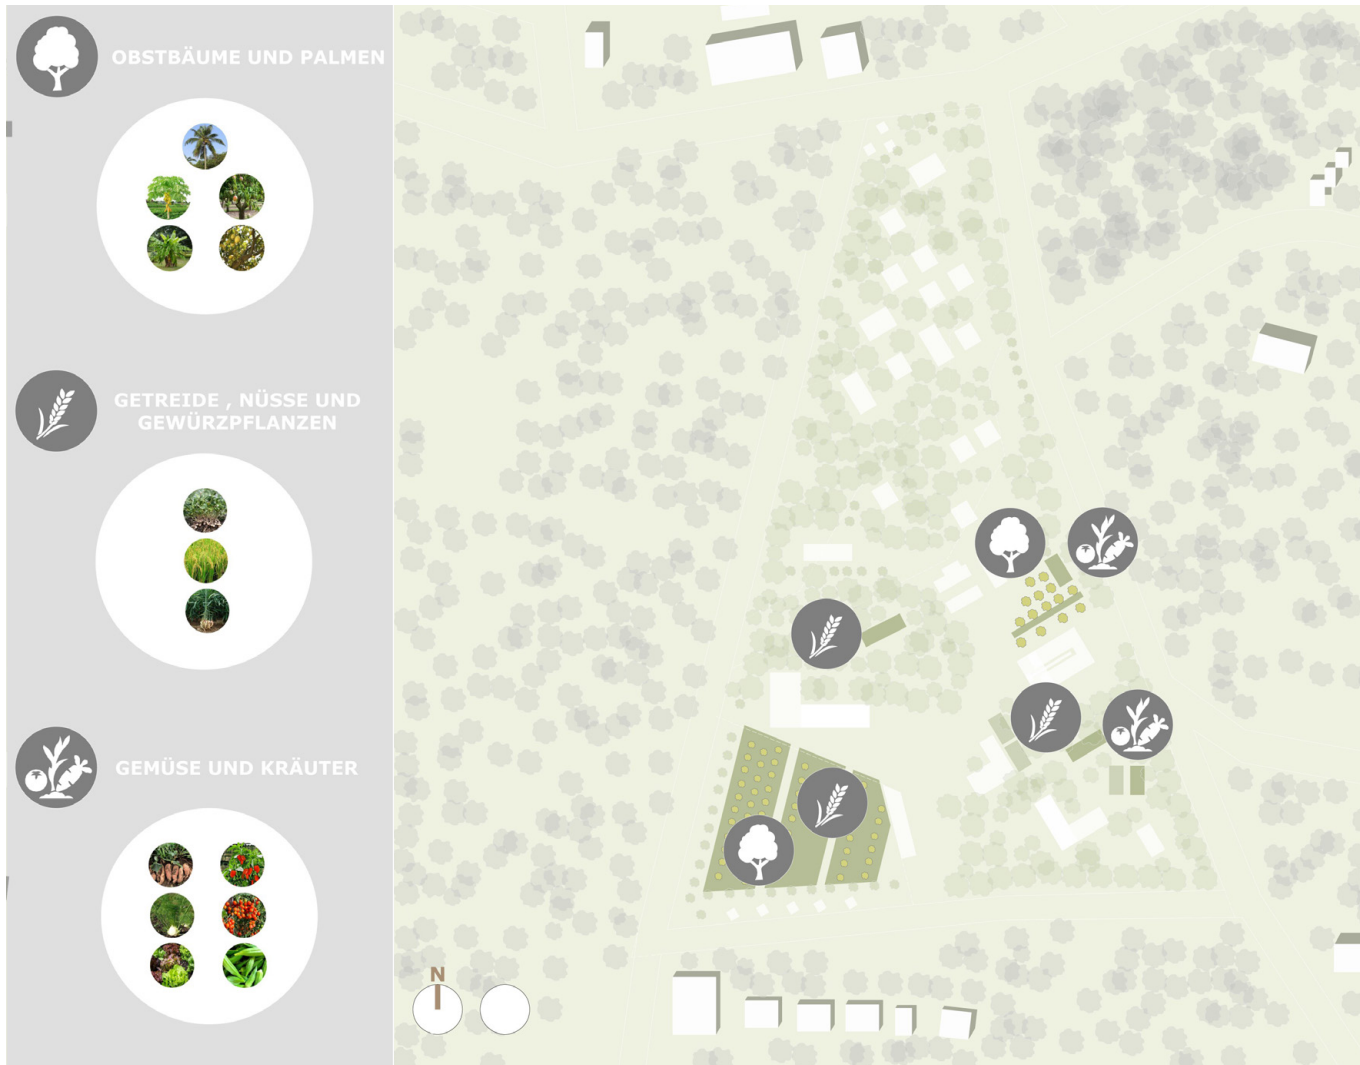 OBSTBÄUME UND PALMEN
GETREIDE , NÜSSE UND
GEWÜRZPFLANZEN
GEMÜSE UND KRÄUTER
N